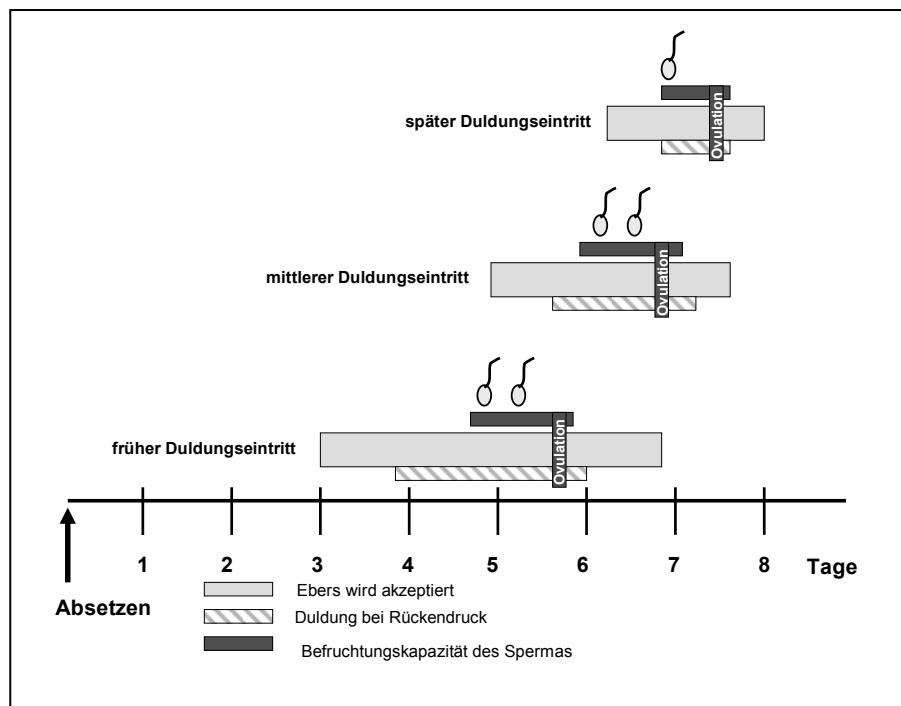 später Duldungseintritt
Ovulation
mittlerer Duldungseintritt
Ovulation
früher Duldungseintritt
Ovulation
1 2 3 4 5 6 7 8 Tage
Absetzen
Ebers wird akzeptiert
Duldung bei Rückendruck
Befruchtungskapazität des Spermas